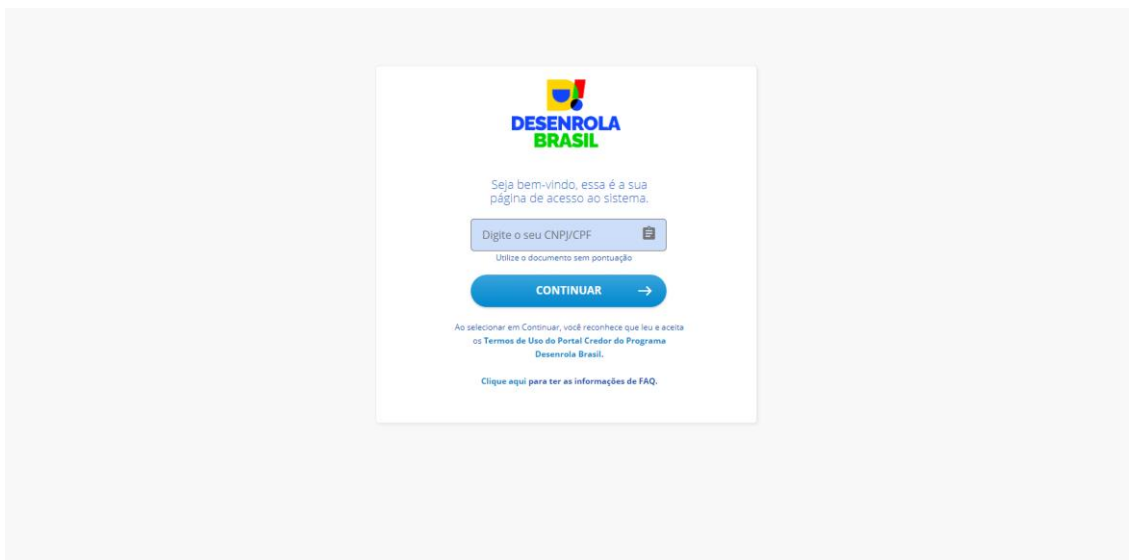 DESENROLA
BRASIL
Seja bem-vindo, essa é a sua
página de acesso ao sistema.
Digite o seu CNPJ/CPF
Utilize o documento sem pontuação
CONTINUAR
Ao selecionar em Continuar, você reconhece que leu e aceita
os Termos de Uso do Portal Credor do Programa
Desenrola Brasil.
Clique aqui para ter as informações de FAQ.